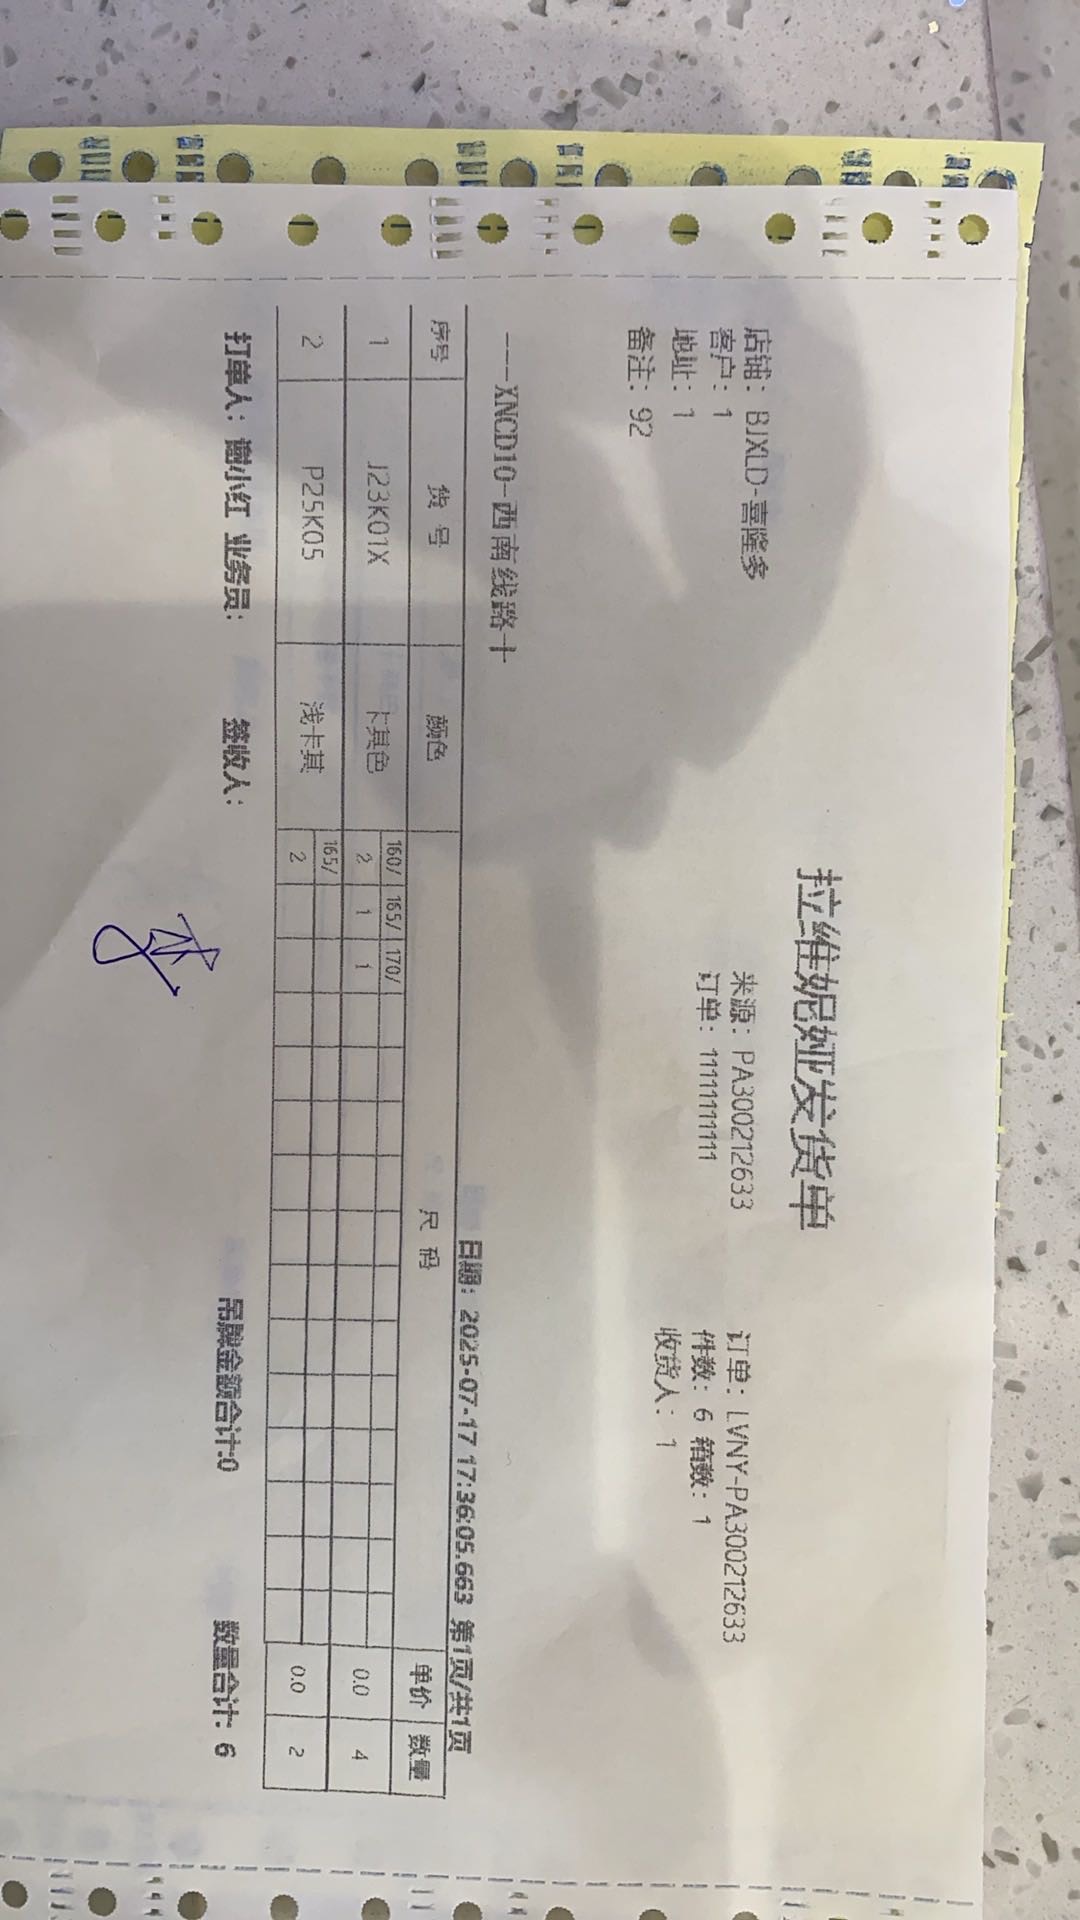 拉维妮娅发货单
店铺: BJXLD-喜隆多 来源: PA300212633 订单: LVNY-PA300212633
客户: 1 订单: 111111111 件数: 6 箱数: 1
地址: 1 收货人: 1
备注: 92
---XNCD10-西南线路十 日期: 2025-07-17 17:36:05.663 第1页/共1页
序号 货号 颜色 尺码 单价 数量
160/ 165/ 170/
1 J23K01X 卡其色 2 1 1 0.0 4
165/
2 P25K05 浅卡其 2 0.0 2
打单人: 谢小红 业务员: 签收人: 吊牌金额合计:0 数量合计: 6